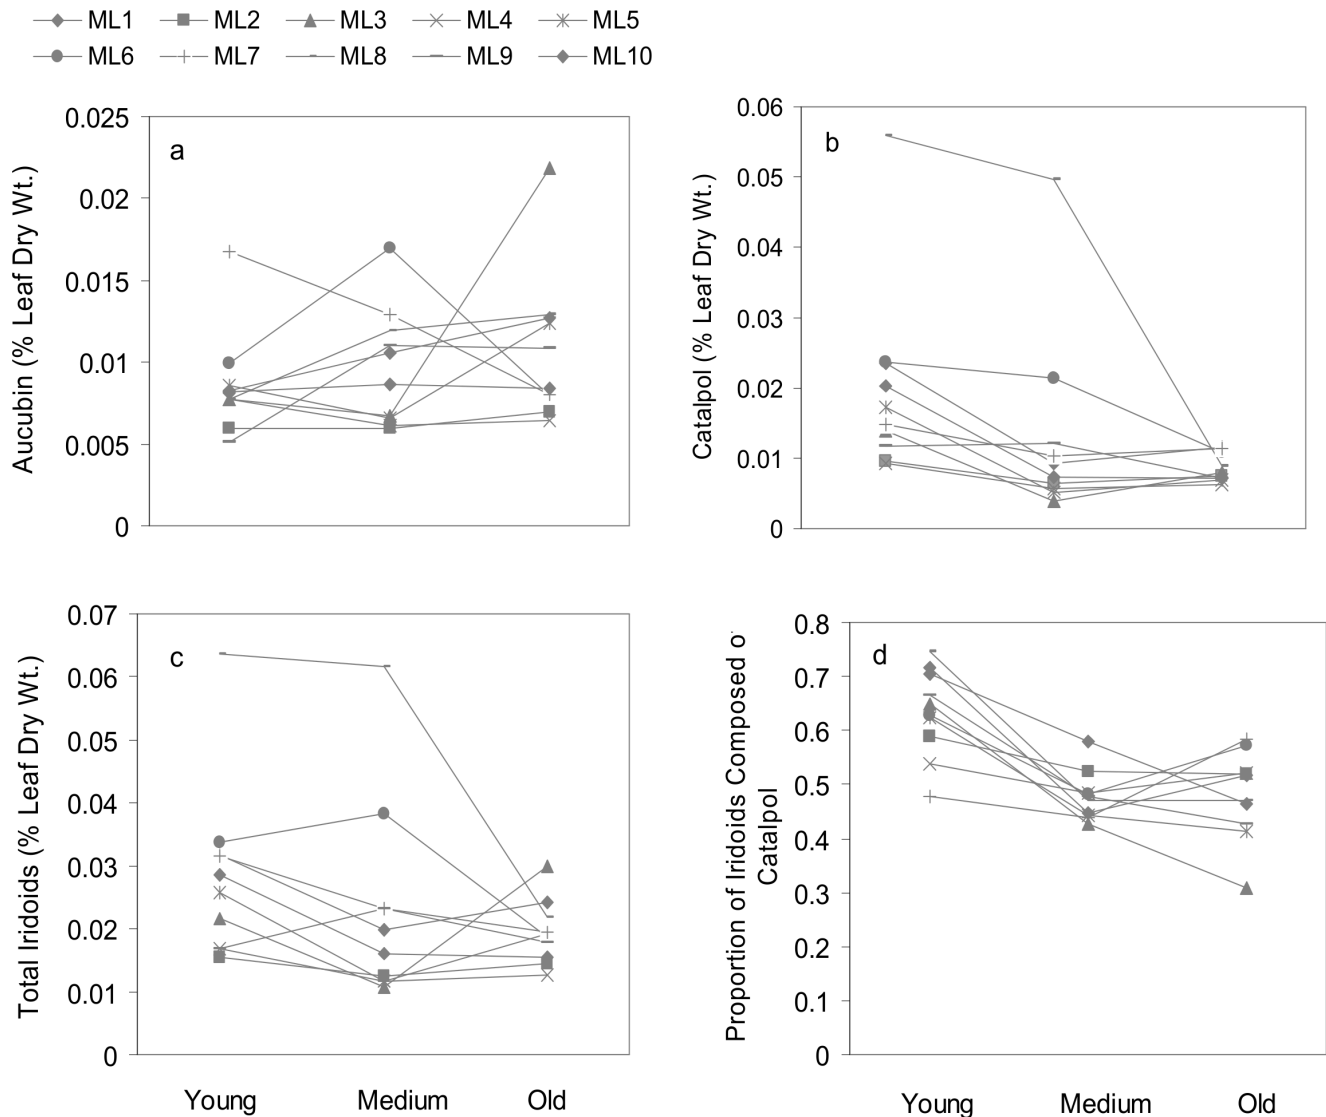 ML1 ML2 ML3 ML4 ML5
ML6 ML7 ML8 ML9 ML10
a
Aucubin (% Leaf Dry Wt.)
0.025
0.02
0.015
0.01
0.005
0
b
Catalpol (% Leaf Dry Wt.)
0.06
0.05
0.04
0.03
0.02
0.01
0
c
Total Iridoids (% Leaf Dry Wt.)
0.07
0.06
0.05
0.04
0.03
0.02
0.01
0
Young Medium Old
d
Proportion of Iridoids Composed o
Catalpol
0.8
0.7
0.6
0.5
0.4
0.3
0.2
0.1
0
Young Medium Old